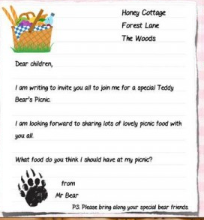 Honey Cottage
Forest Lane
The Woods
Dear children,
I am writing to invite you all to join me for a special Teddy
Bear's Picnic.
I am looking forward to sharing lots of lovely picnic food with
you all.
What food do you think I should have at my picnic?
from
Mr Bear
P.S. Please bring along your special bear friends.